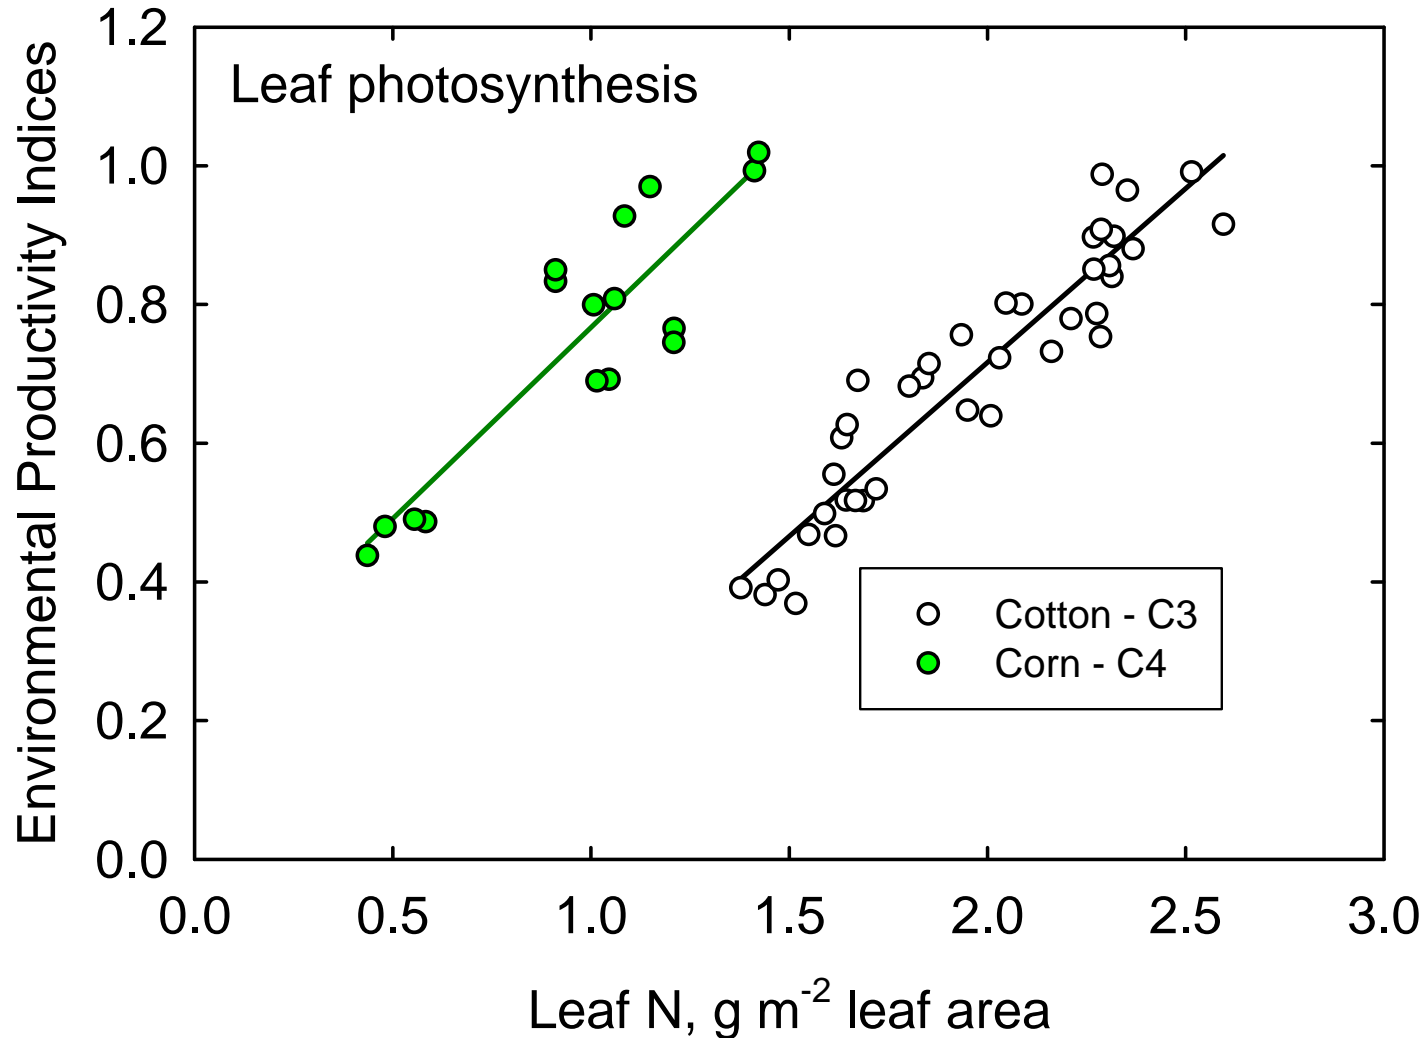 Environmental Productivity Indices
1.2
1.0
0.8
0.6
0.4
0.2
0.0
Leaf photosynthesis
Cotton - C3
Corn - C4
0.0 0.5 1.0 1.5 2.0 2.5 3.0
Leaf N, g m⁻² leaf area